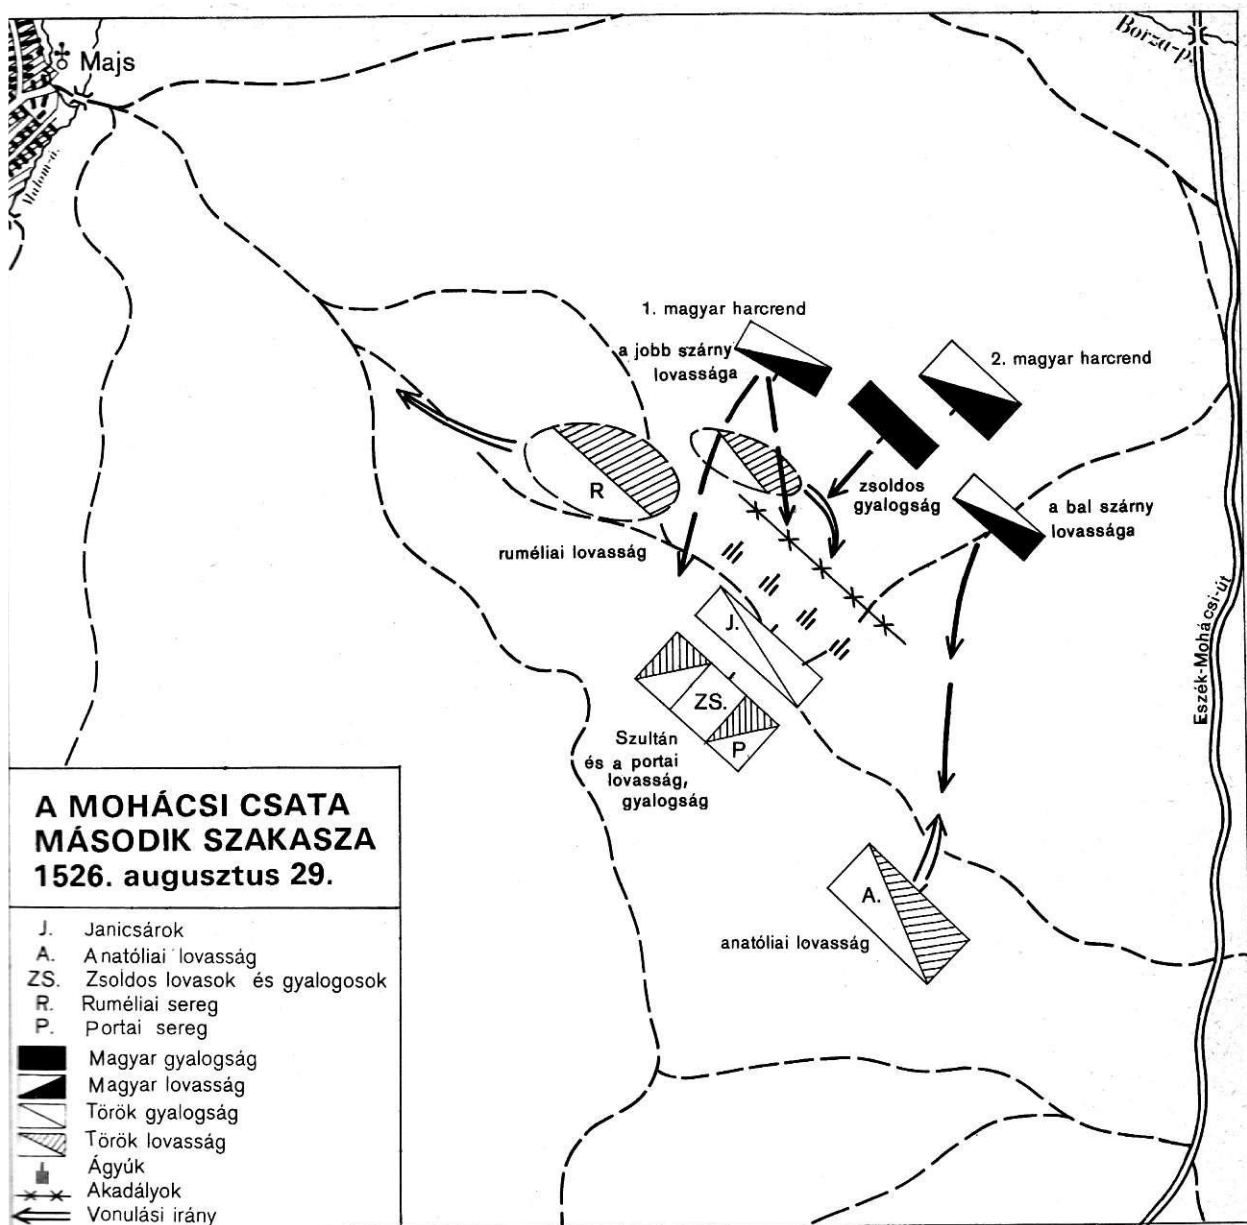 Majs
Borza-p.
Malom-á.
1. magyar harcrend
a jobb szárny
lovassága
2. magyar harcrend
R
zsoldos
gyalogság
a bal szárny
lovassága
ruméliai lovasság
J.
ZS.
P
Szultán
és a portai
lovasság,
gyalogság
Eszék-Mohácsi-út
A.
anatóliai lovasság
A MOHÁCSI CSATA
MÁSODIK SZAKASZA
1526. augusztus 29.
J. Janicsárok
A. Anatóliai lovasság
ZS. Zsoldos lovasok és gyalogosok
R. Ruméliai sereg
P. Portai sereg
Magyar gyalogság
Magyar lovasság
Török gyalogság
Török lovasság
Ágyúk
Akadályok
Vonulási irány